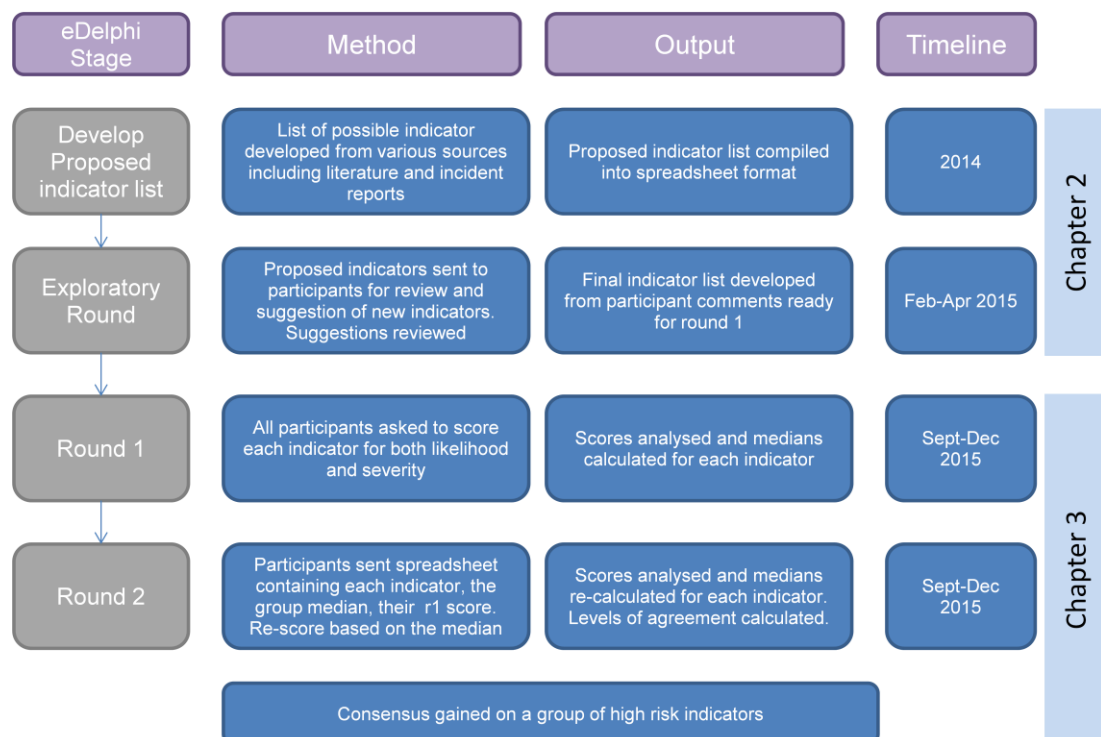 eDelphi
Stage
Method
Output
Timeline
Develop
Proposed
indicator list
List of possible indicator
developed from various sources
including literature and incident
reports
Proposed indicator list compiled
into spreadsheet format
2014
Exploratory
Round
Proposed indicators sent to
participants for review and
suggestion of new indicators.
Suggestions reviewed
Final indicator list developed
from participant comments ready
for round 1
Feb-Apr 2015
Chapter 2
Round 1
All participants asked to score
each indicator for both likelihood
and severity
Scores analysed and medians
calculated for each indicator
Sept-Dec
2015
Round 2
Participants sent spreadsheet
containing each indicator, the
group median, their r1 score.
Re-score based on the median
Scores analysed and medians
re-calculated for each indicator.
Levels of agreement calculated.
Sept-Dec
2015
Chapter 3
Consensus gained on a group of high risk indicators